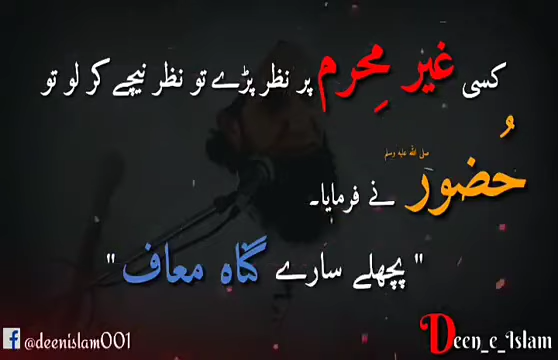 کسی غیر محرم پر نظر پڑے تو نظر نیچے کر لو تو
حُضور صلی اللہ علیہ وسلم نے فرمایا۔
" پچھلے سارے گناہ معاف "
@deenislam001
Deen_e_Islam